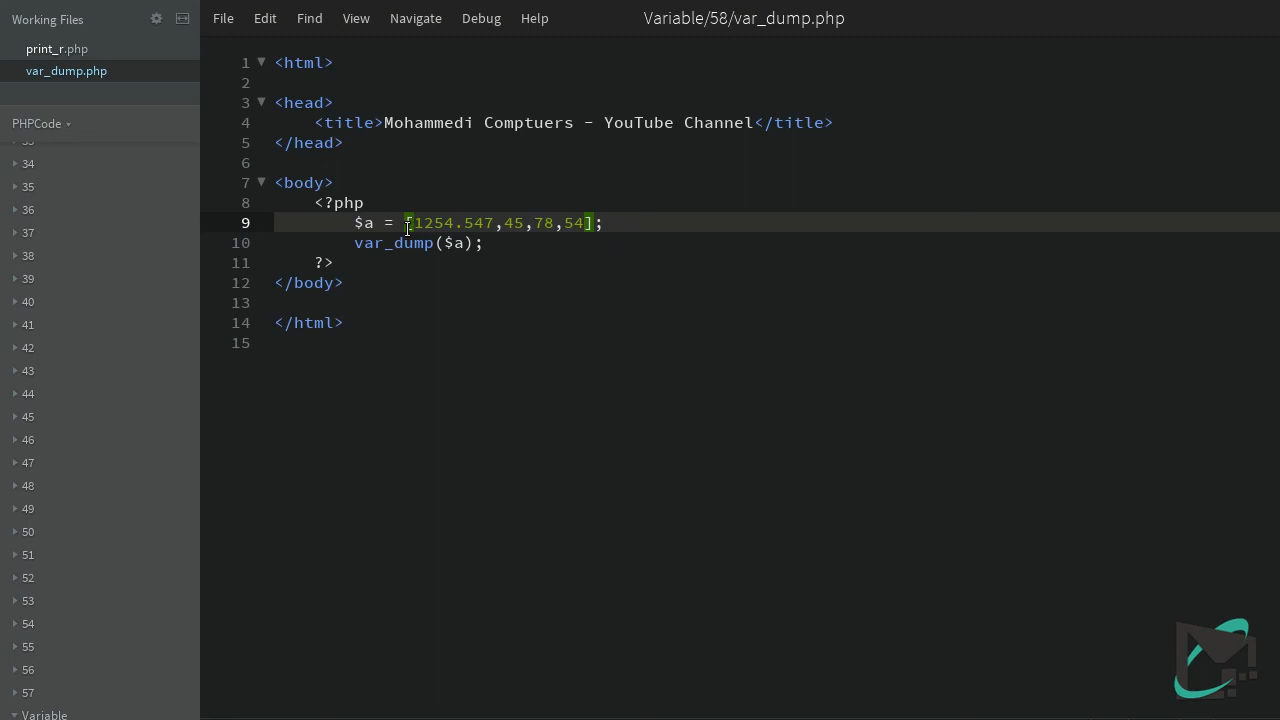 Working Files
print_r.php
var_dump.php
PHPCode
33
34
35
36
37
38
39
40
41
42
43
44
45
46
47
48
49
50
51
52
53
54
55
56
57
Variable
File Edit Find View Navigate Debug Help
Variable/58/var_dump.php
1 <html>
2
3 <head>
4 <title>Mohammedi Comptuers - YouTube Channel</title>
5 </head>
6
7 <body>
8 <?php
9 $a = [1254.547,45,78,54];
10 var_dump($a);
11 ?>
12 </body>
13
14 </html>
15